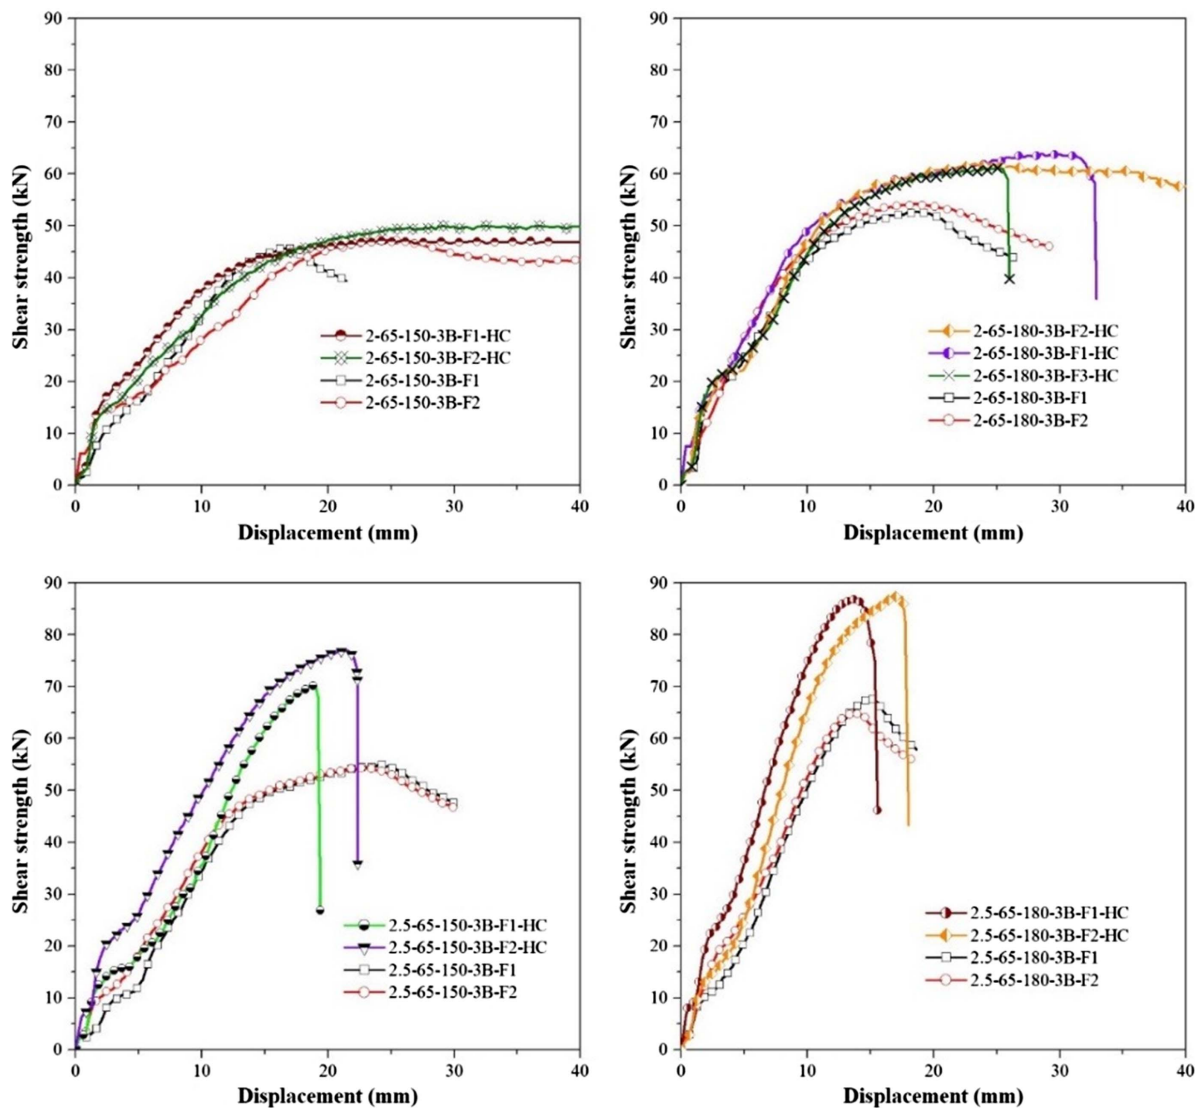 90
80
70
60
50
40
30
20
10
0
Shear strength (kN)
2-65-150-3B-F1-HC
2-65-150-3B-F2-HC
2-65-150-3B-F1
2-65-150-3B-F2
0 10 20 30 40
Displacement (mm)
90
80
70
60
50
40
30
20
10
0
Shear strength (kN)
2-65-180-3B-F2-HC
2-65-180-3B-F1-HC
2-65-180-3B-F3-HC
2-65-180-3B-F1
2-65-180-3B-F2
0 10 20 30 40
Displacement (mm)
90
80
70
60
50
40
30
20
10
0
Shear strength (kN)
2.5-65-150-3B-F1-HC
2.5-65-150-3B-F2-HC
2.5-65-150-3B-F1
2.5-65-150-3B-F2
0 10 20 30 40
Displacement (mm)
90
80
70
60
50
40
30
20
10
0
Shear strength (kN)
2.5-65-180-3B-F1-HC
2.5-65-180-3B-F2-HC
2.5-65-180-3B-F1
2.5-65-180-3B-F2
0 10 20 30 40
Displacement (mm)